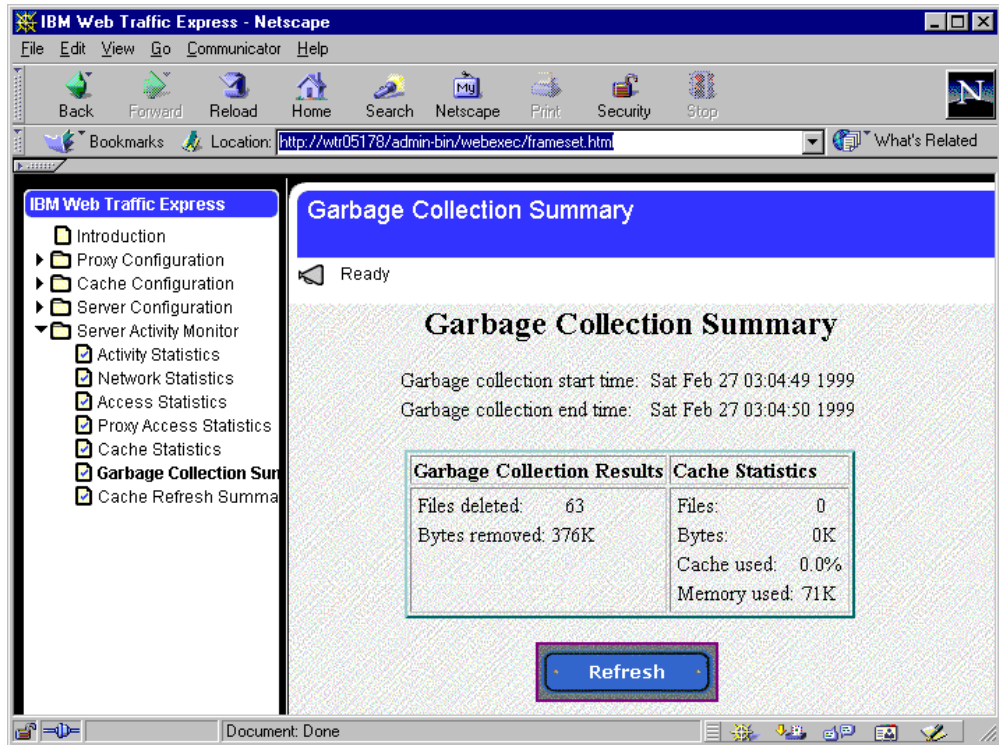 IBM Web Traffic Express - Netscape
File Edit View Go Communicator Help
Back Forward Reload Home Search My Netscape Print Security Stop N
Bookmarks Location: http://wtr05178/admin-bin/webexec/frameset.html What's Related
IBM Web Traffic Express
Introduction
Proxy Configuration
Cache Configuration
Server Configuration
Server Activity Monitor
Activity Statistics
Network Statistics
Access Statistics
Proxy Access Statistics
Cache Statistics
Garbage Collection Sun
Cache Refresh Summa
Garbage Collection Summary
Ready
Garbage Collection Summary
Garbage collection start time: Sat Feb 27 03:04:49 1999
Garbage collection end time: Sat Feb 27 03:04:50 1999
Garbage Collection Results Cache Statistics
Files deleted: 63 Files: 0
Bytes removed: 376K Bytes: 0K
Cache used: 0.0%
Memory used: 71K
Refresh
Document: Done